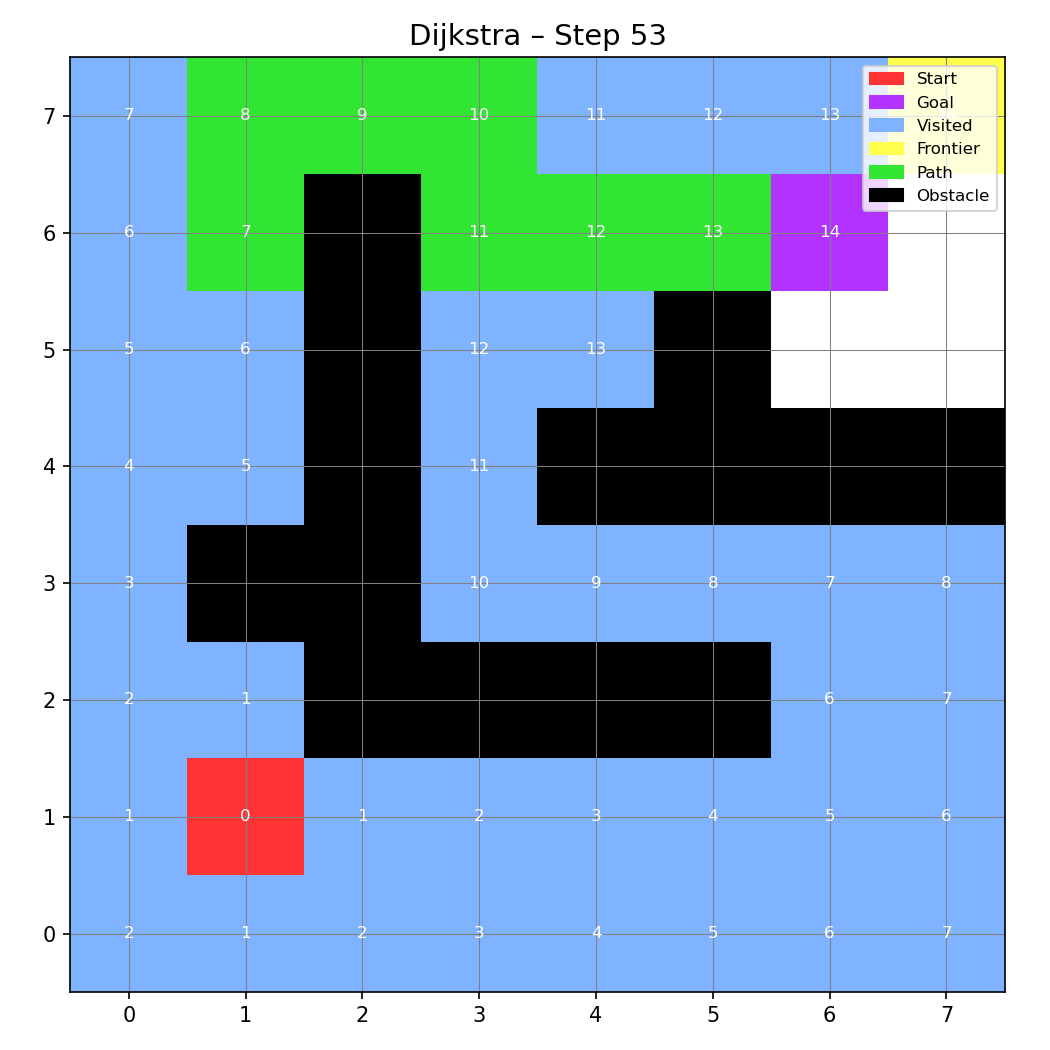 Dijkstra – Step 53
Start
Goal
Visited
Frontier
Path
Obstacle
7 7 8 9 10 11 12 13
6 6 7 11 12 13 14
5 5 6 12 13
4 4 5 11
3 3 10 9 8 7 8
2 2 1 6 7
1 1 0 1 2 3 4 5 6
0 2 1 2 3 4 5 6 7
0 1 2 3 4 5 6 7